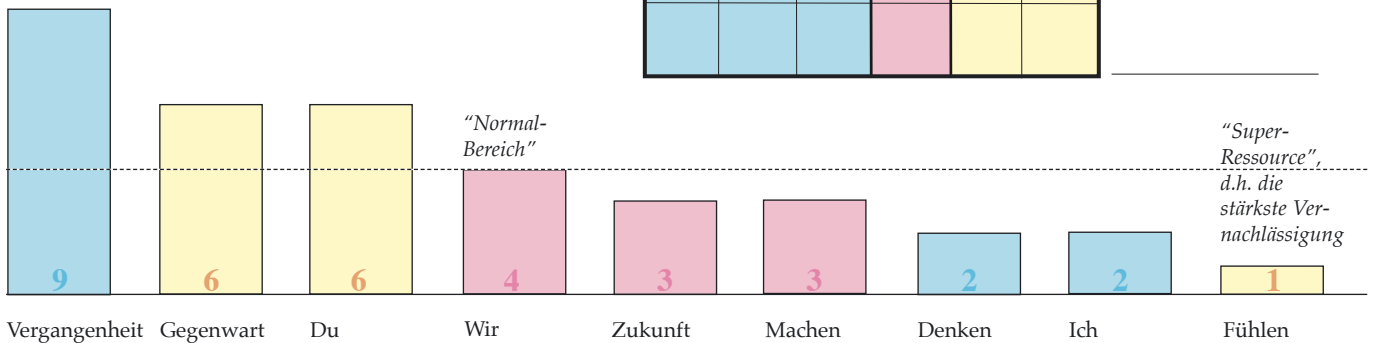 "Normal-
Bereich"
"Super-
Ressource",
d.h. die
stärkste Ver-
nachlässigung
9 6 6 4 3 3 2 2 1
Vergangenheit Gegenwart Du Wir Zukunft Machen Denken Ich Fühlen